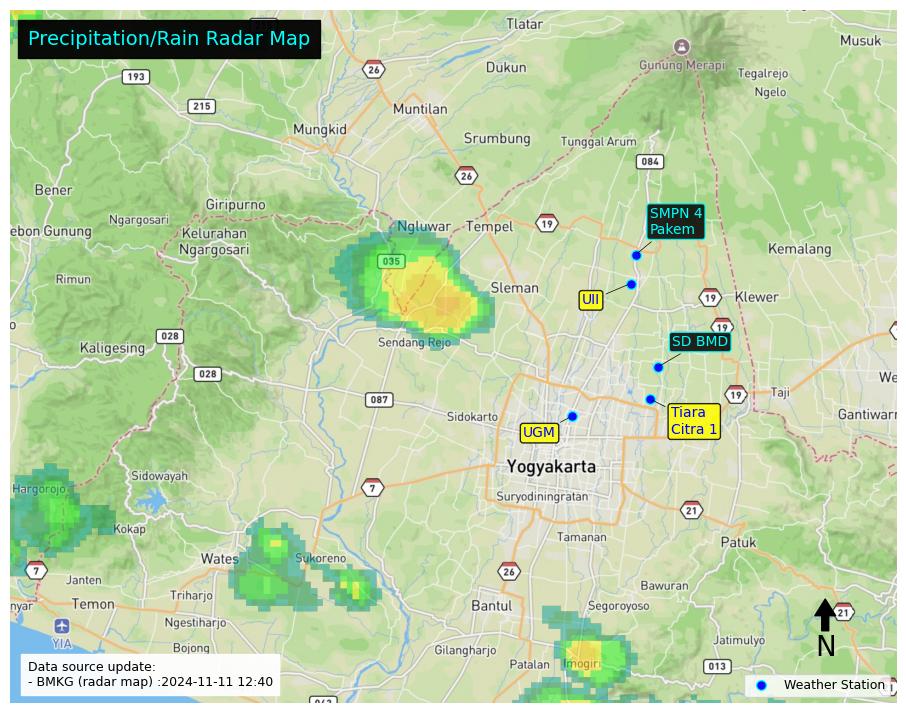 Precipitation/Rain Radar Map
Tlatar
Musuk
Gunung Merapi
26
Dukun
193
Tegalrejo
Ngelo
215
Muntilan
Mungkid
Srumbung
Tunggal Arum
084
26
Bener
Giripurno
SMPN 4
Pakem
Ngargosari
Ngluwar
Tempel
19
ebon Gunung
Kelurahan
Ngargosari
Kemalang
035
Rimun
Sleman
UII
19
Klewer
19
028
Sendang Rejo
SD BMD
Kaligesing
028
We
087
19
Taji
Sidokarto
Tiara
Citra 1
Gantiwarn
UGM
Yogyakarta
Sidowayah
Hargorojo
7
Suryodiningratan
21
Kokap
Tamanan
Patuk
Wates
Sukoreno
7
Janten
26
Bawuran
Triharjo
nyar
Temon
Bantul
Segoroyoso
21
Ngestiharjo
YIA
Jatimulyo
N
Bojong
Gilangharjo
Patalan
Imogiri
013
Data source update:
- BMKG (radar map) :2024-11-11 12:40
Weather Station